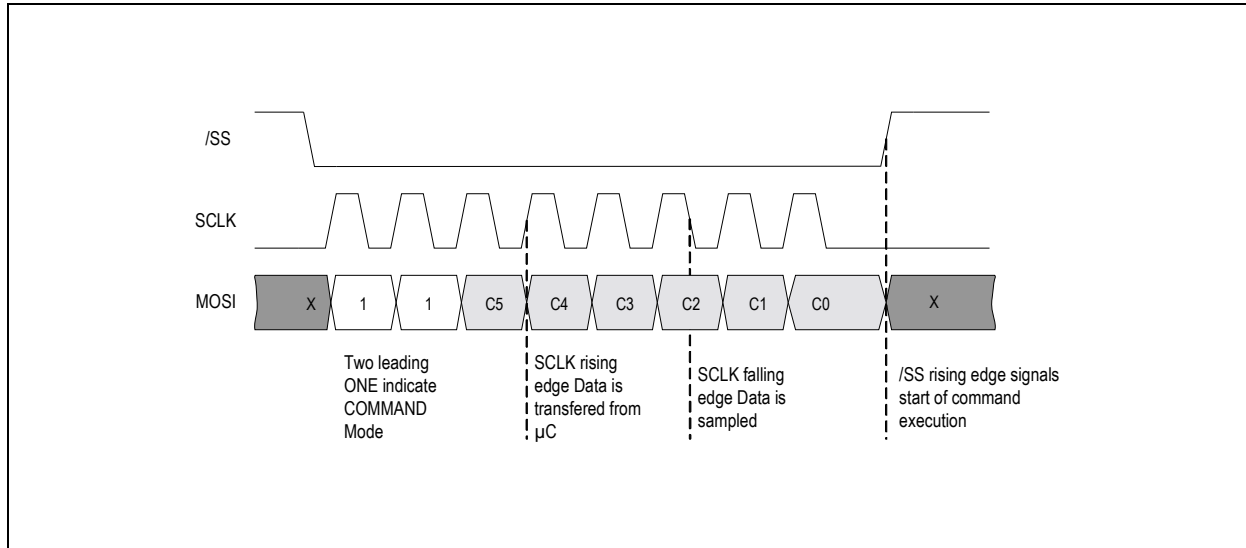 /SS
SCLK
MOSI
X
1
1
C5
C4
C3
C2
C1
C0
X
Two leading
ONE indicate
COMMAND
Mode
SCLK rising
edge Data is
transfered from
µC
SCLK falling
edge Data is
sampled
/SS rising edge signals
start of command
execution